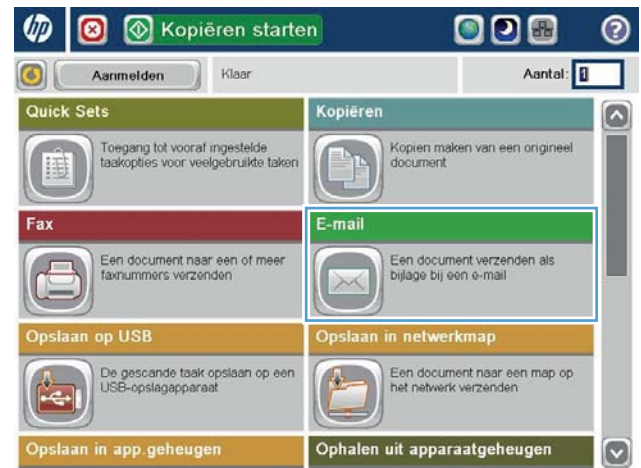 hp
Kopiëren starten
?
Aanmelden
Klaar
Aantal: 1
Quick Sets
Toegang tot vooraf ingestelde
taakopties voor veelgebruikte taken
Kopiëren
Kopien maken van een origineel
document
Fax
Een document naar een of meer
faxnummers verzenden
E-mail
Een document verzenden als
bijlage bij een e-mail
Opslaan op USB
De gescande taak opslaan op een
USB-opslagapparaat
Opslaan in netwerkmap
Een document naar een map op
het netwerk verzenden
Opslaan in app.geheugen
Ophalen uit apparaatgeheugen